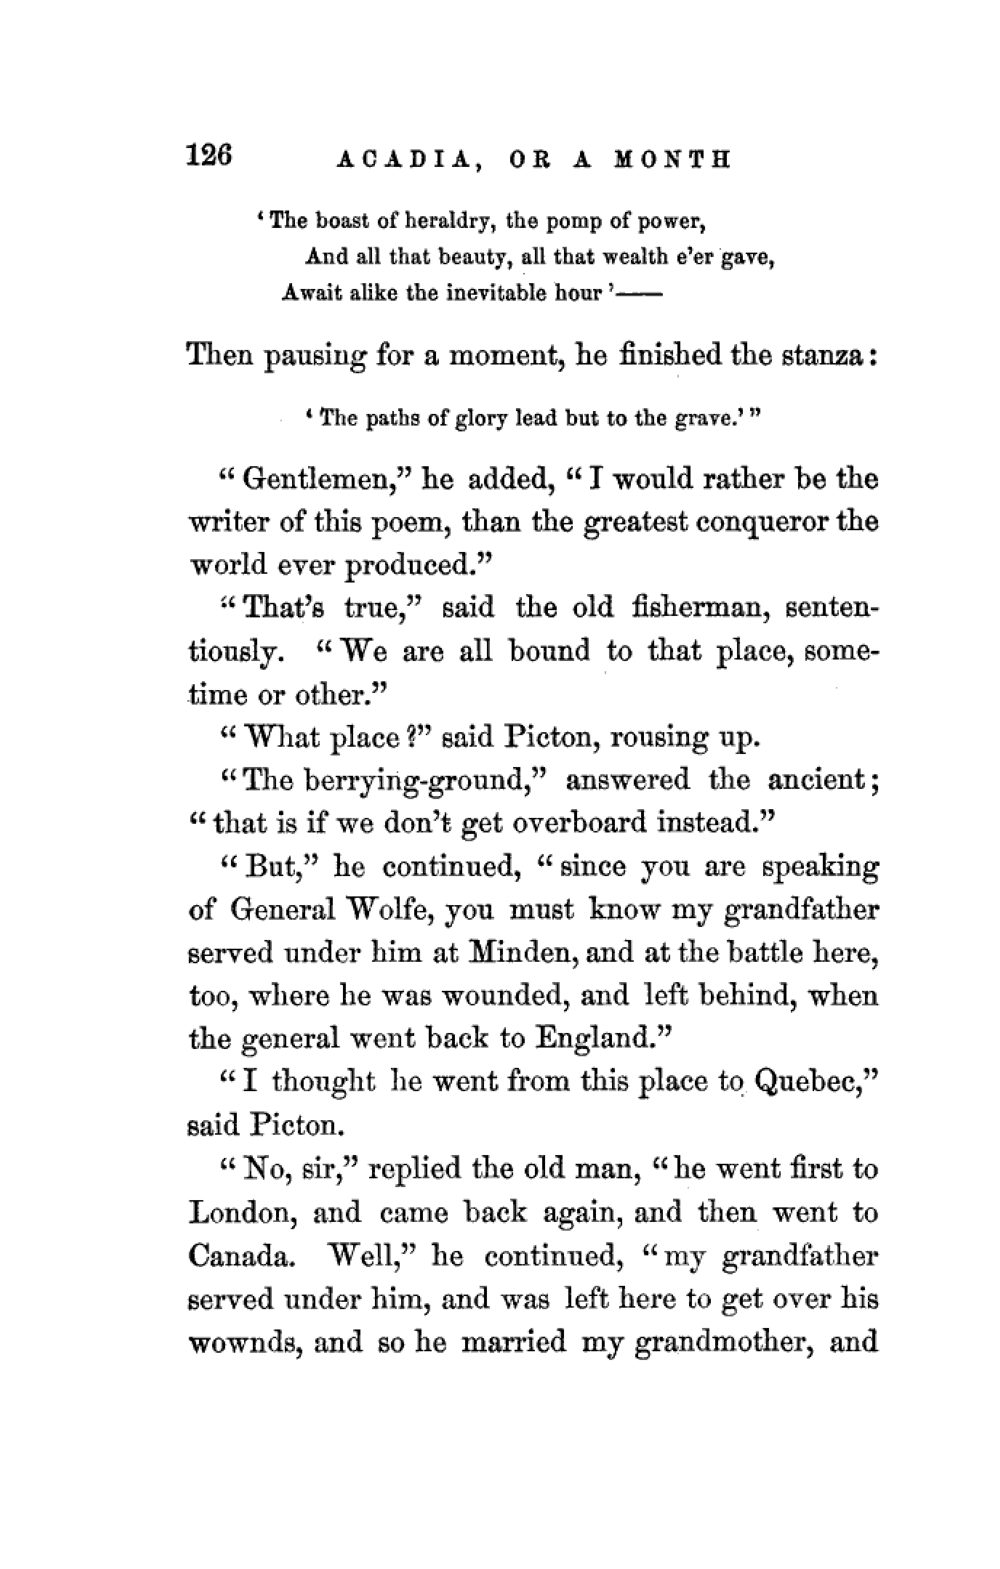 126 ACADIA, OR A MONTH
‘The boast of heraldry, the pomp of power,
And all that beauty, all that wealth e’er gave,
Await alike the inevitable hour’——
Then pausing for a moment, he finished the stanza:
‘The paths of glory lead but to the grave.’”
“Gentlemen,” he added, “I would rather be the
writer of this poem, than the greatest conqueror the
world ever produced.”
“That’s true,” said the old fisherman, senten-
tiously. “We are all bound to that place, some-
time or other.”
“What place?” said Picton, rousing up.
“The berrying-ground,” answered the ancient;
“that is if we don’t get overboard instead.”
“But,” he continued, “since you are speaking
of General Wolfe, you must know my grandfather
served under him at Minden, and at the battle here,
too, where he was wounded, and left behind, when
the general went back to England.”
“I thought he went from this place to Quebec,”
said Picton.
“No, sir,” replied the old man, “he went first to
London, and came back again, and then went to
Canada. Well,” he continued, “my grandfather
served under him, and was left here to get over his
wownds, and so he married my grandmother, and